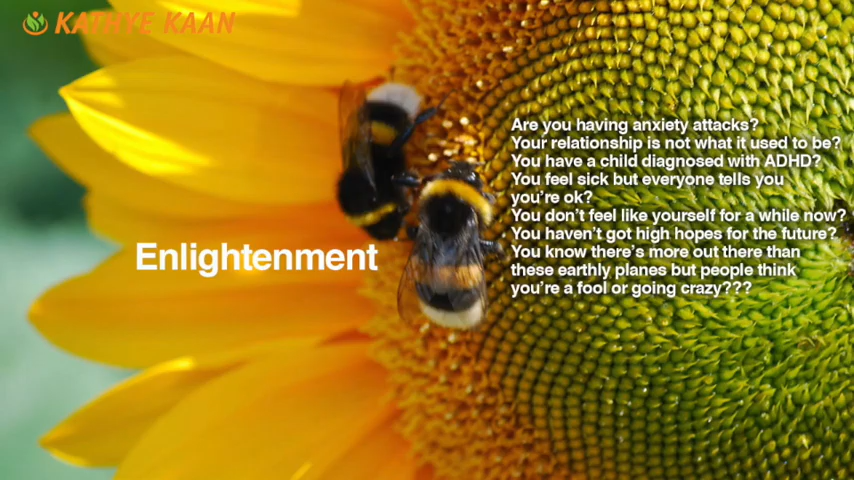 KATHYE KAAN
Are you having anxiety attacks?
Your relationship is not what it used to be?
You have a child diagnosed with ADHD?
You feel sick but everyone tells you
you're ok?
You don't feel like yourself for a while now?
You haven't got high hopes for the future?
You know there's more out there than
these earthly planes but people think
you're a fool or going crazy???
Enlightenment